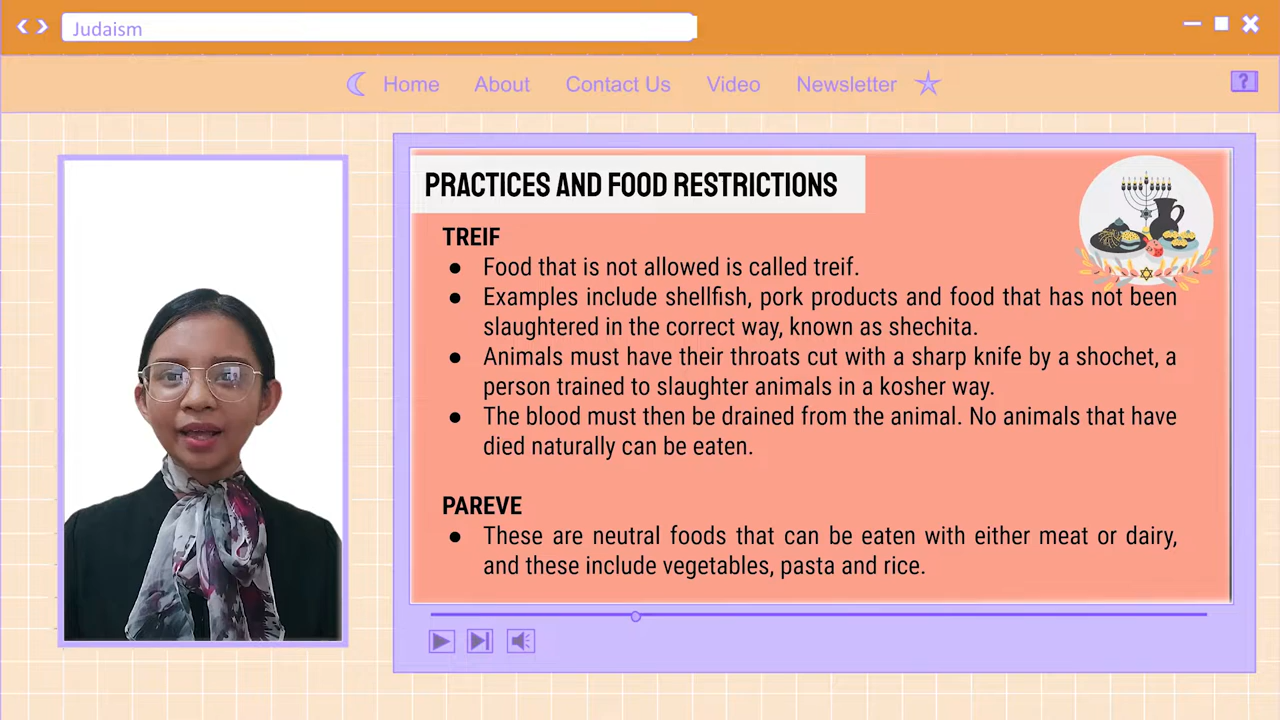 Judaism
Home About Contact Us Video Newsletter
?
PRACTICES AND FOOD RESTRICTIONS
TREIF
● Food that is not allowed is called treif.
● Examples include shellfish, pork products and food that has not been
slaughtered in the correct way, known as shechita.
● Animals must have their throats cut with a sharp knife by a shochet, a
person trained to slaughter animals in a kosher way.
● The blood must then be drained from the animal. No animals that have
died naturally can be eaten.
PAREVE
● These are neutral foods that can be eaten with either meat or dairy,
and these include vegetables, pasta and rice.